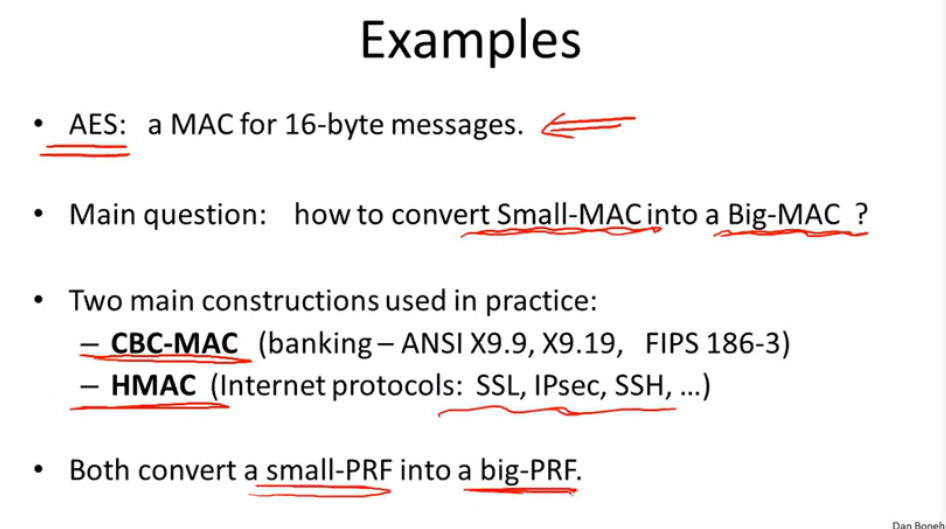 Examples
• AES: a MAC for 16-byte messages.
• Main question: how to convert Small-MAC into a Big-MAC ?
• Two main constructions used in practice:
– CBC-MAC (banking – ANSI X9.9, X9.19, FIPS 186-3)
– HMAC (Internet protocols: SSL, IPsec, SSH, ...)
• Both convert a small-PRF into a big-PRF.
Dan Boneh